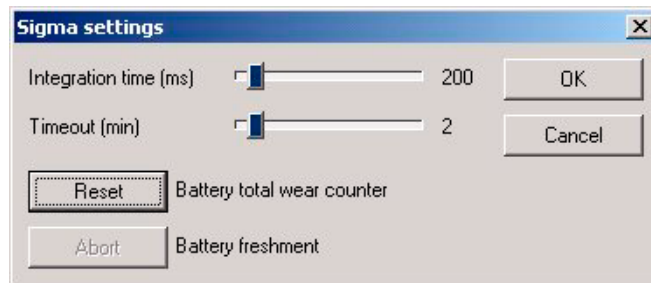 Sigma settings
Integration time (ms) 200 OK
Timeout (min) 2 Cancel
Reset Battery total wear counter
Abort Battery freshment